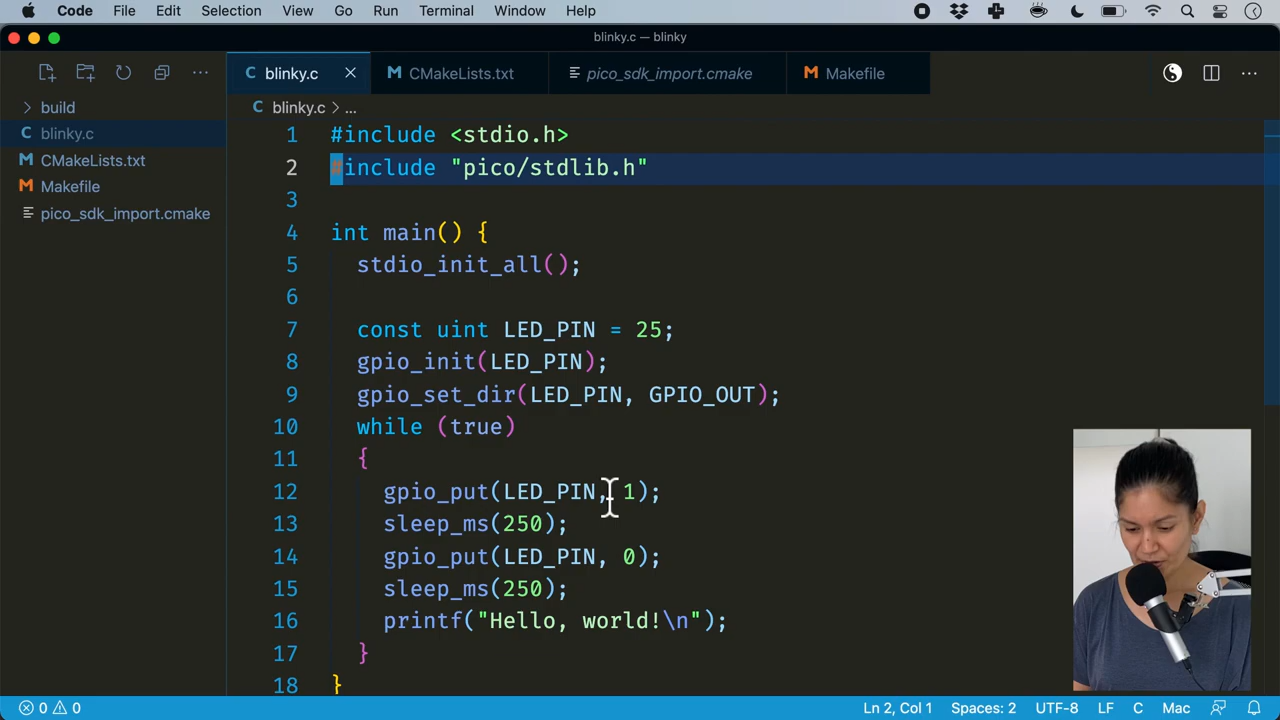 Code File Edit Selection View Go Run Terminal Window Help
blinky.c — blinky
blinky.c CMakeLists.txt pico_sdk_import.cmake Makefile
build
blinky.c
CMakeLists.txt
Makefile
pico_sdk_import.cmake
blinky.c > ...
1 #include <stdio.h>
2 #include "pico/stdlib.h"
3
4 int main() {
5 stdio_init_all();
6
7 const uint LED_PIN = 25;
8 gpio_init(LED_PIN);
9 gpio_set_dir(LED_PIN, GPIO_OUT);
10 while (true)
11 {
12 gpio_put(LED_PIN, 1);
13 sleep_ms(250);
14 gpio_put(LED_PIN, 0);
15 sleep_ms(250);
16 printf("Hello, world!\n");
17 }
18 }
0 0 Ln 2, Col 1 Spaces: 2 UTF-8 LF C Mac